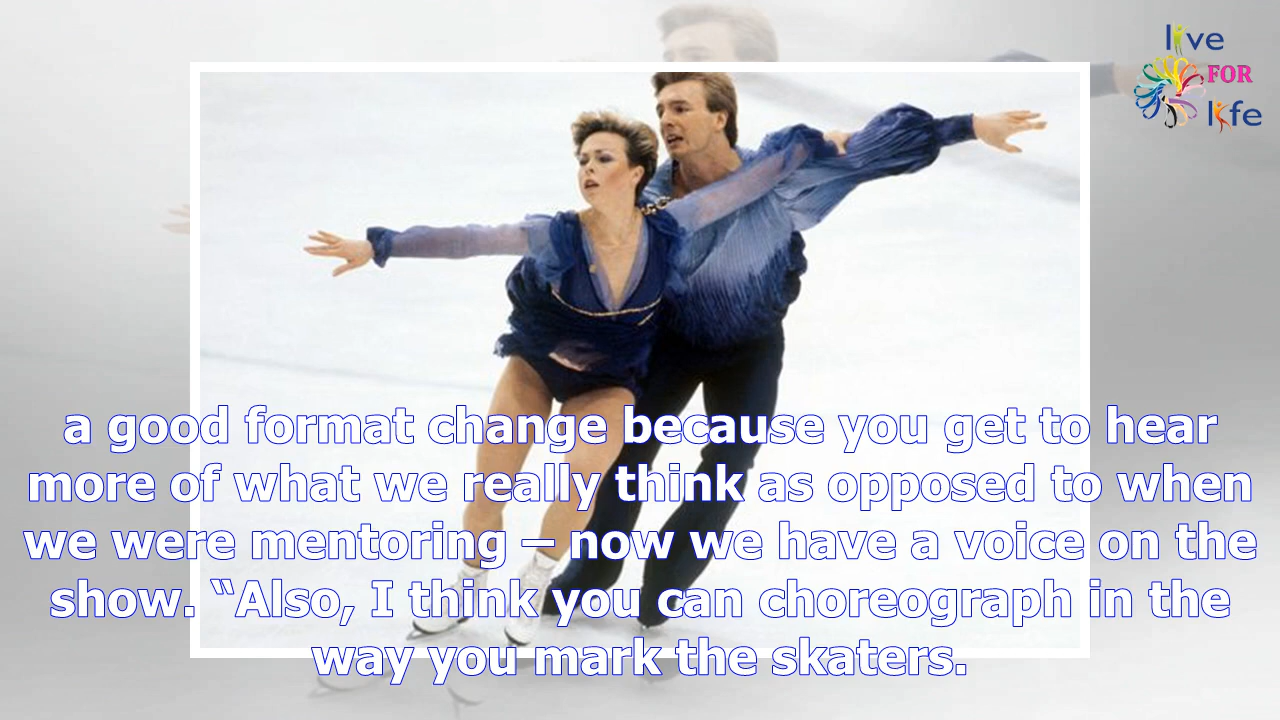 live
FOR
life
a good format change because you get to hear
more of what we really think as opposed to when
we were mentoring – now we have a voice on the
show. “Also, I think you can choreograph in the
way you mark the skaters.